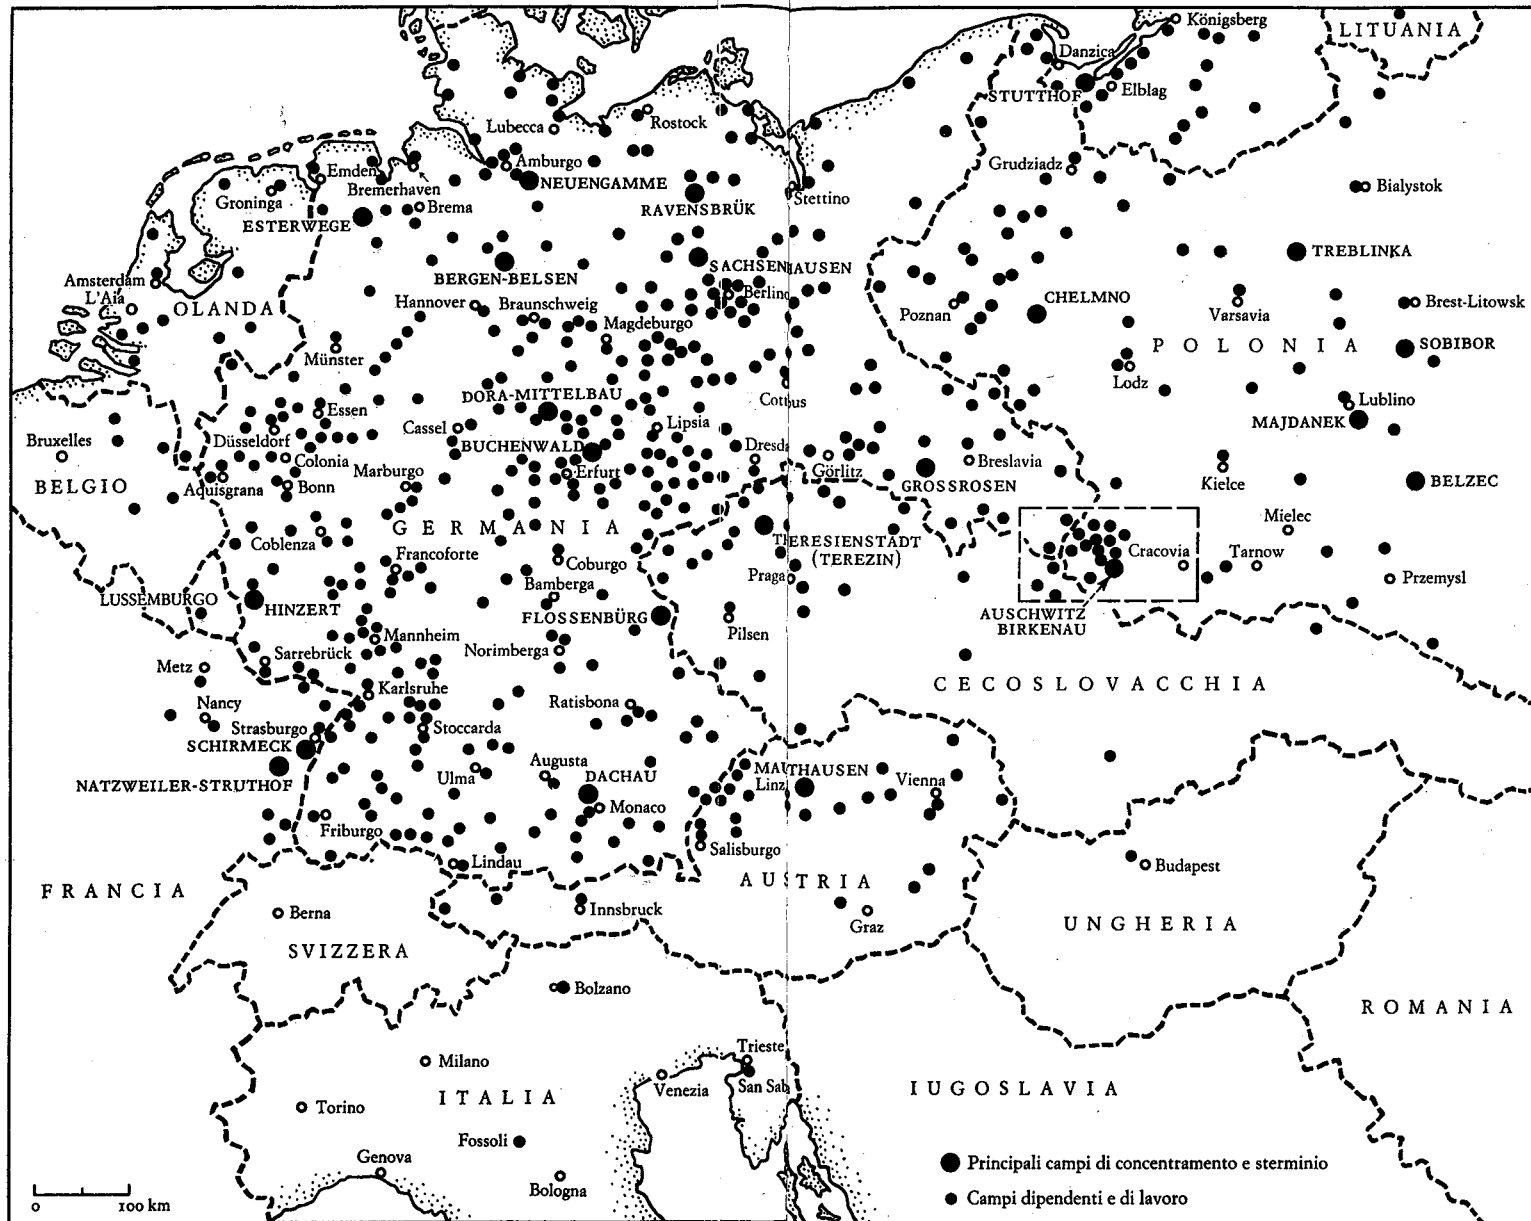 Königsberg
LITUANIA
Danzica
STUTTHOF
Elblag
Lubecca
Rostock
Amburgo
Grudziadz
Emden
Bremerhaven
NEUENGAMME
Bialystok
Groninga
Brema
RAVENSBRÜK
Stettino
ESTERWEGE
TREBLINKA
BERGEN-BELSEN
SACHSENHAUSEN
Amsterdam
L'Aia
OLANDA
Hannover
Braunschweig
Berlino
CHELMNO
Poznan
Varsavia
Brest-Litowsk
Magdeburgo
Münster
POLONIA
SOBIBOR
Lodz
DORA-MITTELBAU
Cottbus
Lublino
Essen
MAJDANEK
Bruxelles
Düsseldorf
Cassel
Lipsia
BUCHENWALD
Dresda
Colonia
Marburgo
Erfurt
Görlitz
Breslavia
BELGIO
Aquisgrana
Bonn
GROSSROSEN
Kielce
BELZEC
GERMANIA
Mielec
Coblenza
THERESIENSTADT
(TEREZIN)
Cracovia
Tarnow
Francoforte
Coburgo
Praga
Przemysl
Bamberga
LUSSEMBURGO
HINZERT
FLOSSENBÜRG
AUSCHWITZ
BIRKENAU
Mannheim
Pilsen
Sarrebrück
Norimberga
Metz
Karlsruhe
CECOSLOVACCHIA
Nancy
Ratisbona
Strasburgo
Stoccarda
SCHIRMECK
Augusta
Ulma
DACHAU
MAUTHAUSEN
Linz
Vienna
NATZWEILER-STRUTHOF
Monaco
Friburgo
Salisburgo
Lindau
Budapest
FRANCIA
AUSTRIA
Berna
Innsbruck
Graz
UNGHERIA
SVIZZERA
Bolzano
ROMANIA
Trieste
Milano
Venezia
San Sab
ITALIA
IUGOSLAVIA
Torino
Fossoli
Genova
Bologna
Principali campi di concentramento e sterminio
Campi dipendenti e di lavoro
0 100 km